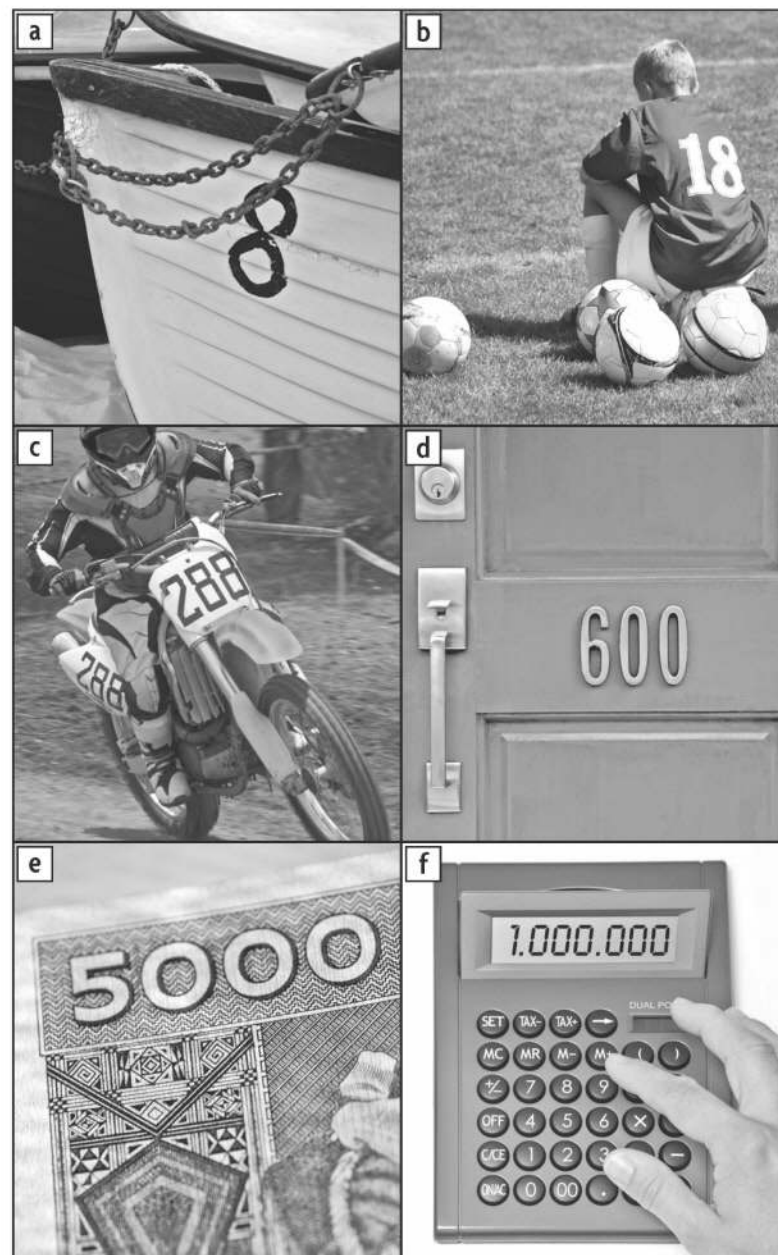 a
b
8
18
c
d
288
288
600
e
f
5000
1.000.000
DUAL PO
SET TAX- TAX+ →
MC MR M- M+ ( )
+/- 7 8 9
OFF 4 5 6 ×
C/CE 1 2 3 -
ON/AC 0 00 .